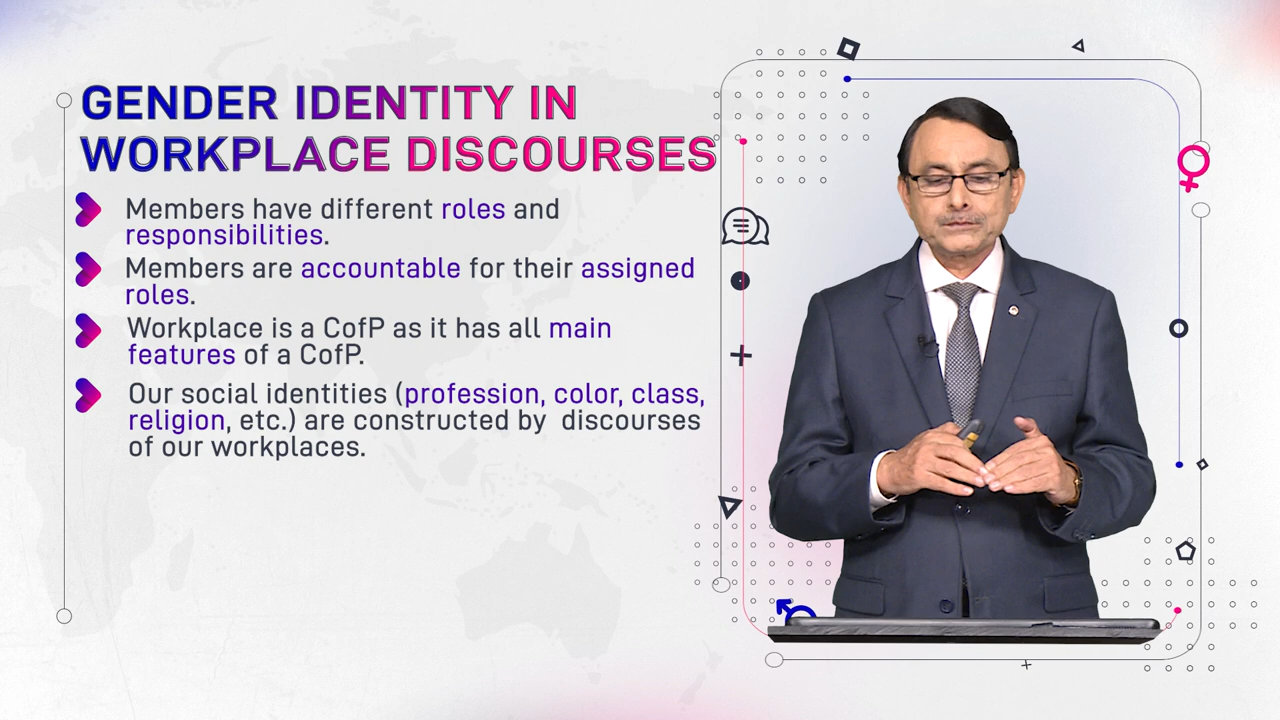 GENDER IDENTITY IN
WORKPLACE DISCOURSES
Members have different roles and
responsibilities.
Members are accountable for their assigned
roles.
Workplace is a CofP as it has all main
features of a CofP.
Our social identities (profession, color, class,
religion, etc.) are constructed by discourses
of our workplaces.